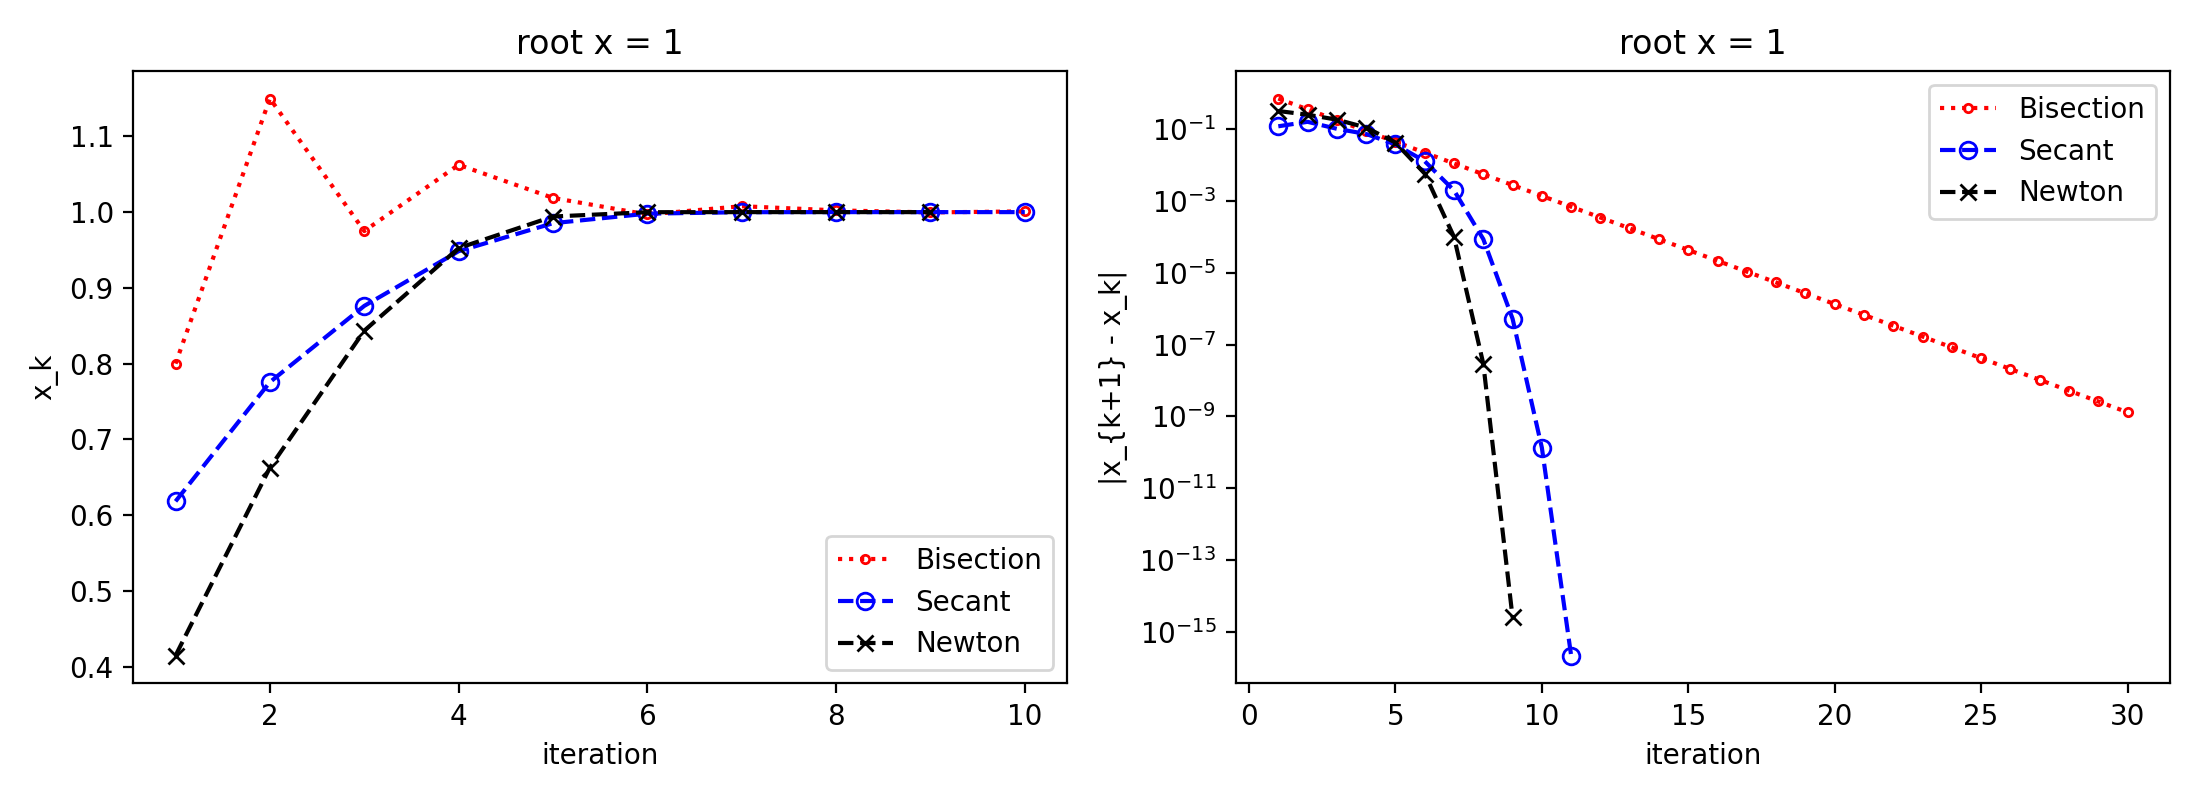 root x = 1
x_k
1.1
1.0
0.9
0.8
0.7
0.6
0.5
0.4
2
4
6
8
10
iteration
Bisection
Secant
Newton
root x = 1
|x_{k+1} - x_k|
10⁻¹
10⁻³
10⁻⁵
10⁻⁷
10⁻⁹
10⁻¹¹
10⁻¹³
10⁻¹⁵
0
5
10
15
20
25
30
iteration
Bisection
Secant
Newton